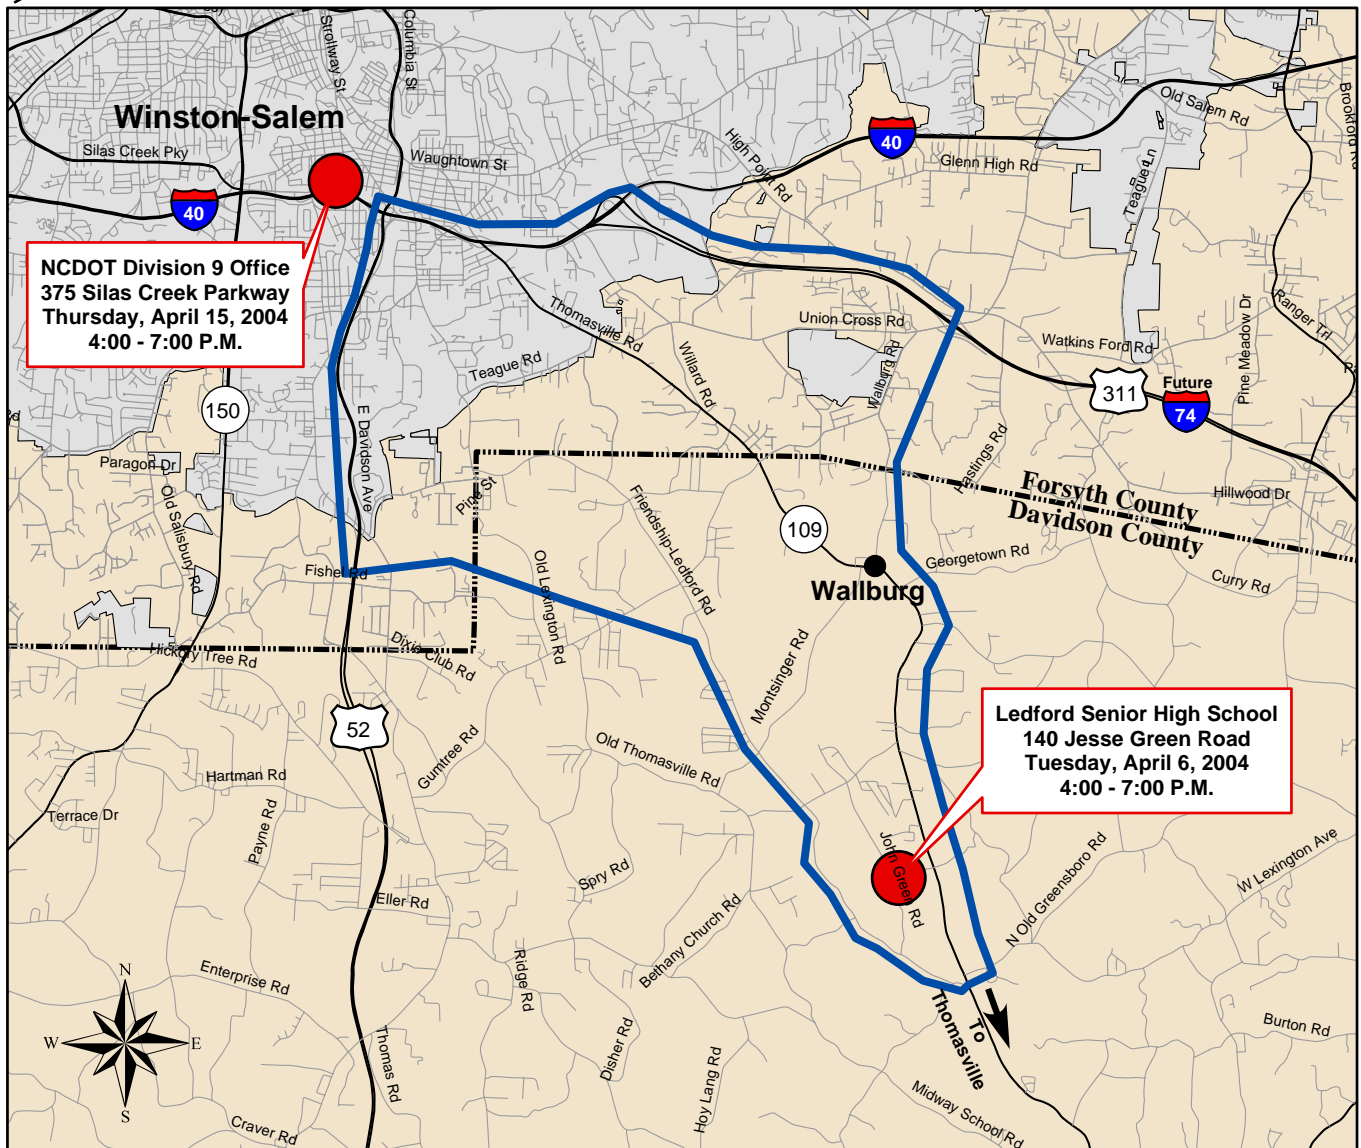 Strollway St
Columbia St
Winston-Salem
Silas Creek Pky
Waughtown St
High Point Rd
40
Glenn High Rd
Old Salem Rd
Teague Ln
Brookford Rd
40
NCDOT Division 9 Office
375 Silas Creek Parkway
Thursday, April 15, 2004
4:00 - 7:00 P.M.
Thomasville Rd
Union Cross Rd
Willard Rd
Wallburg Rd
Watkins Ford Rd
Pine Meadow Dr
Ranger Trl
Teague Rd
311
Future
74
150
E Davidson Ave
Rd
Paragon Dr
Old Salisbury Rd
Pine St
Friendship-Ledford Rd
Hastings Rd
Forsyth County
Davidson County
Hillwood Dr
109
Georgetown Rd
Curry Rd
Fishel Rd
Old Lexington Rd
Wallburg
Hickory Tree Rd
Dixie Club Rd
Montsinger Rd
52
Gumtree Rd
Old Thomasville Rd
Ledford Senior High School
140 Jesse Green Road
Tuesday, April 6, 2004
4:00 - 7:00 P.M.
Hartman Rd
Terrace Dr
Payne Rd
John Green Rd
Spry Rd
Eller Rd
Bethany Church Rd
N Old Greensboro Rd
W Lexington Ave
Enterprise Rd
Ridge Rd
N
W
E
S
To
Thomasville
Thomas Rd
Disher Rd
Hoy Lang Rd
Burton Rd
Midway School Rd
Craver Rd